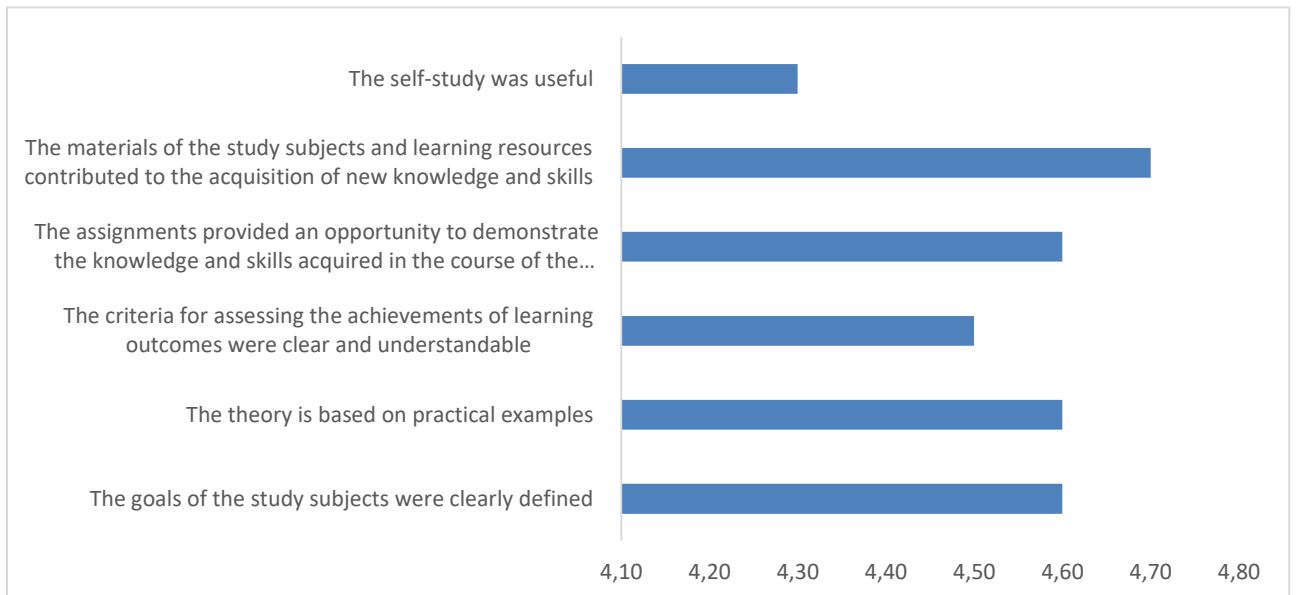 The self-study was useful
The materials of the study subjects and learning resources
contributed to the acquisition of new knowledge and skills
The assignments provided an opportunity to demonstrate
the knowledge and skills acquired in the course of the…
The criteria for assessing the achievements of learning
outcomes were clear and understandable
The theory is based on practical examples
The goals of the study subjects were clearly defined
4,10 4,20 4,30 4,40 4,50 4,60 4,70 4,80